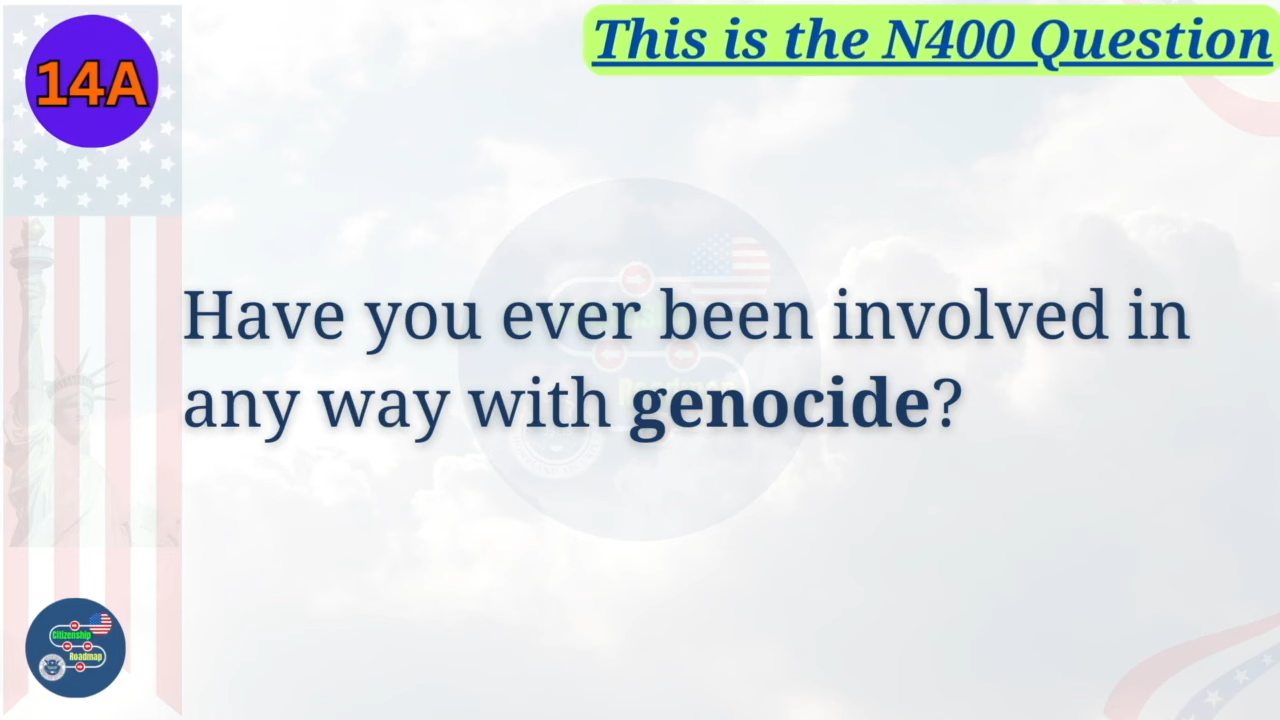 14A
This is the N400 Question
Have you ever been involved in
any way with genocide?
Citizenship
Roadmap